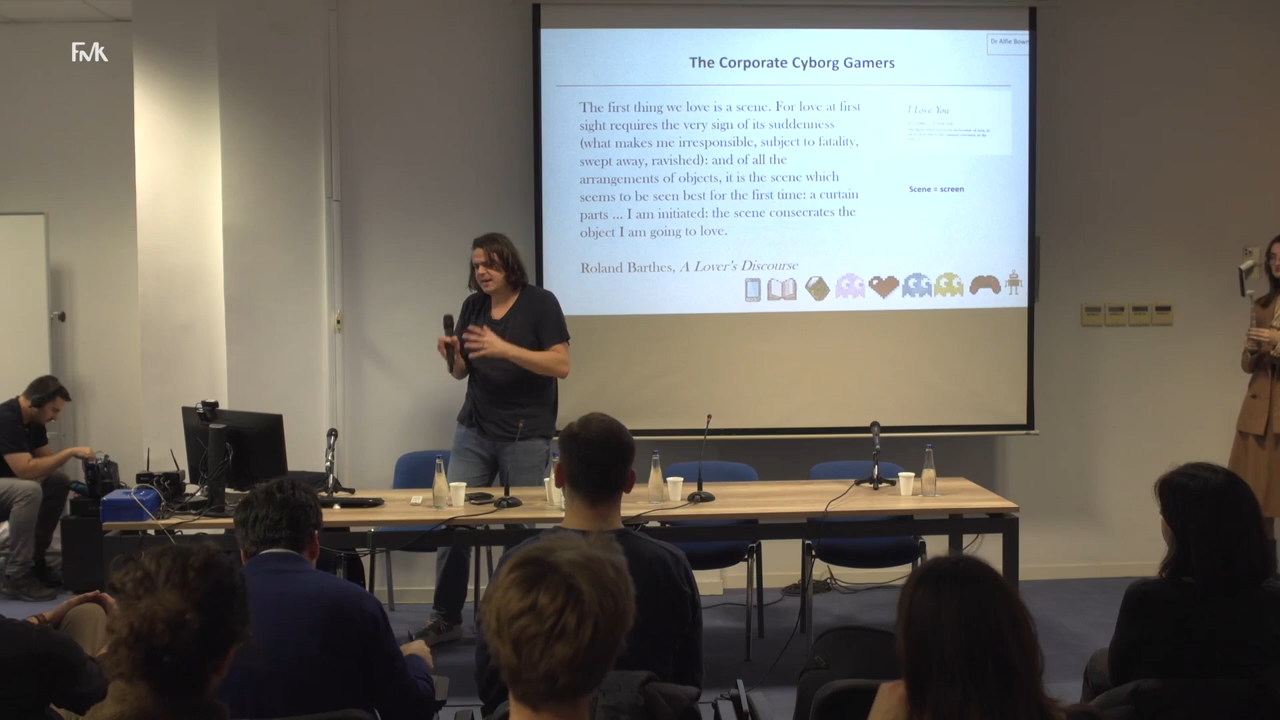 FMK
Dr Alfie Bown
The Corporate Cyborg Gamers
The first thing we love is a scene. For love at first
sight requires the very sign of its suddenness
(what makes me irresponsible, subject to fatality,
swept away, ravished): and of all the
arrangements of objects, it is the scene which
seems to be seen best for the first time: a curtain
parts ... I am initiated: the scene consecrates the
object I am going to love.
Roland Barthes, A Lover's Discourse
I Love You
Scene = screen